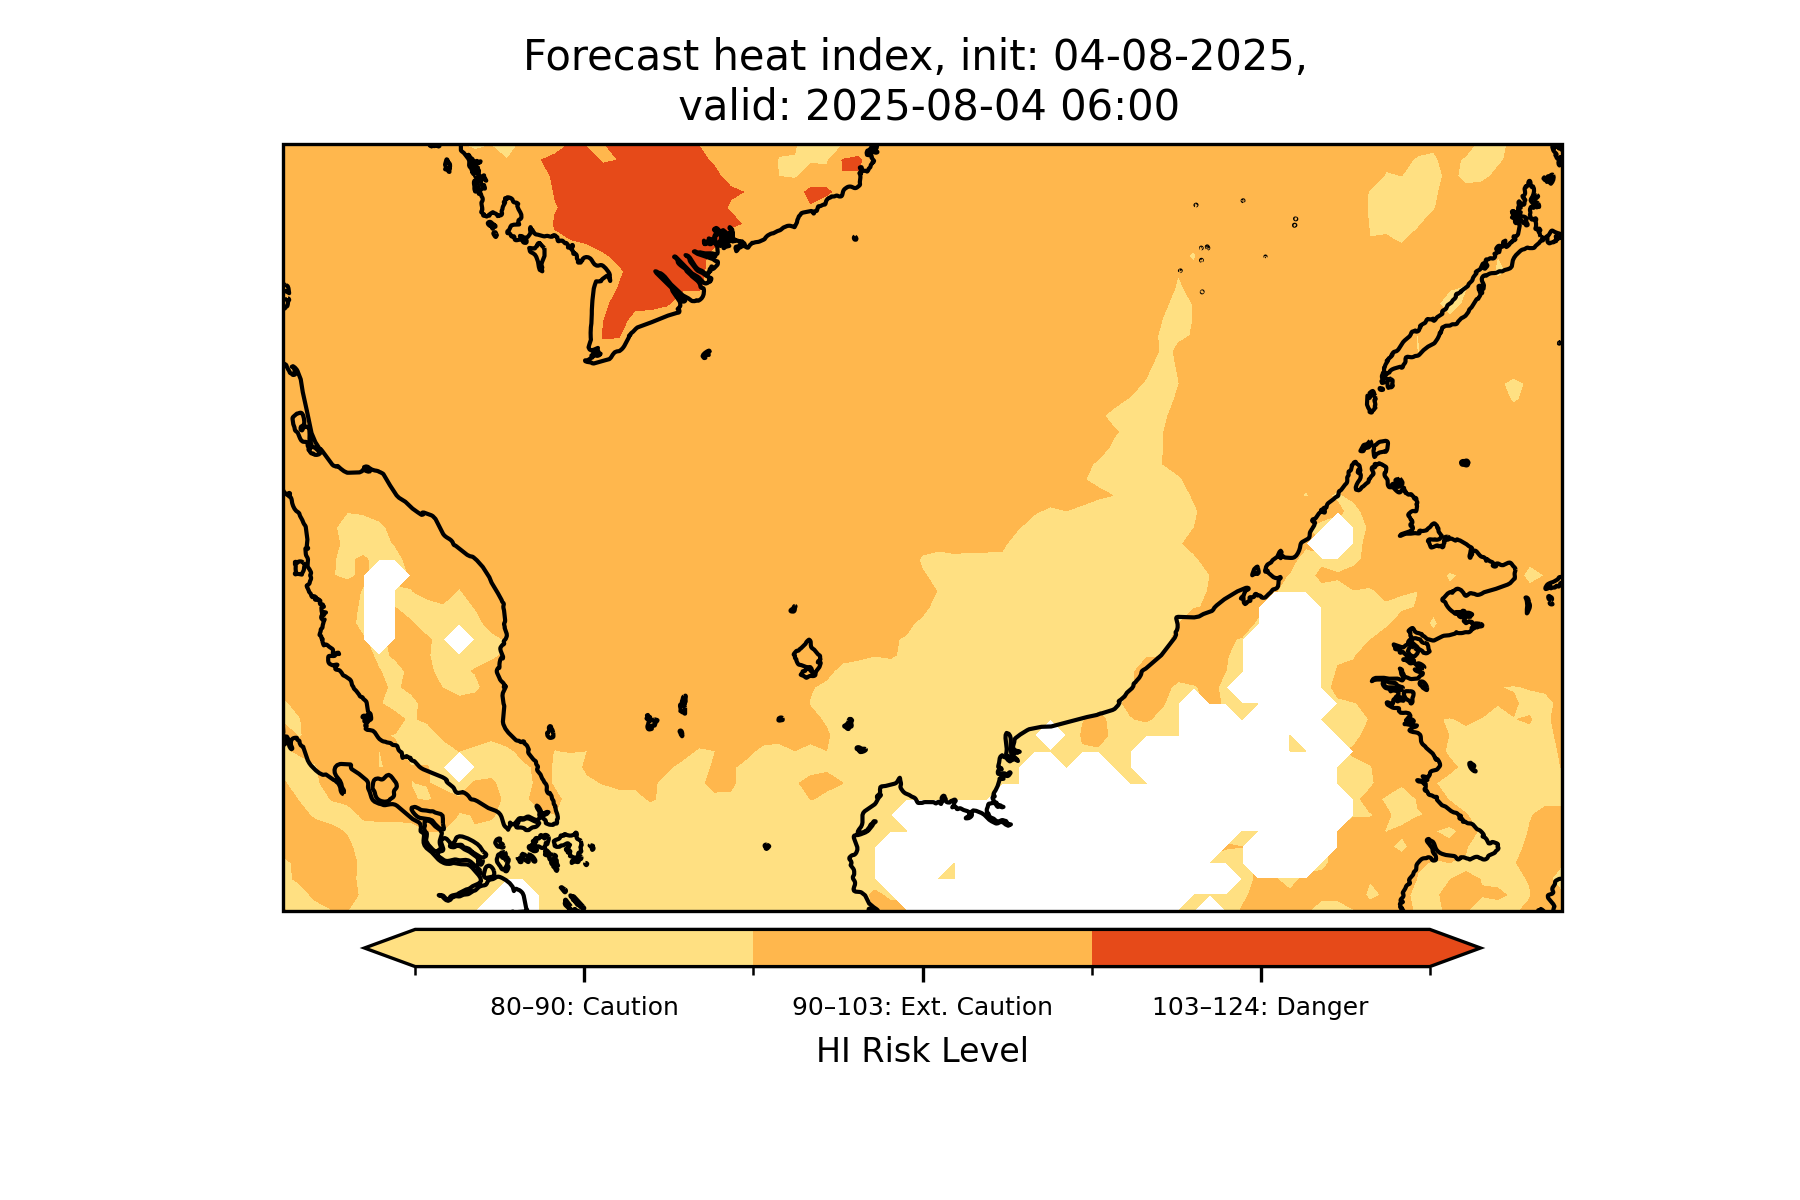 Forecast heat index, init: 04-08-2025,
valid: 2025-08-04 06:00
80–90: Caution
90–103: Ext. Caution
103–124: Danger
HI Risk Level